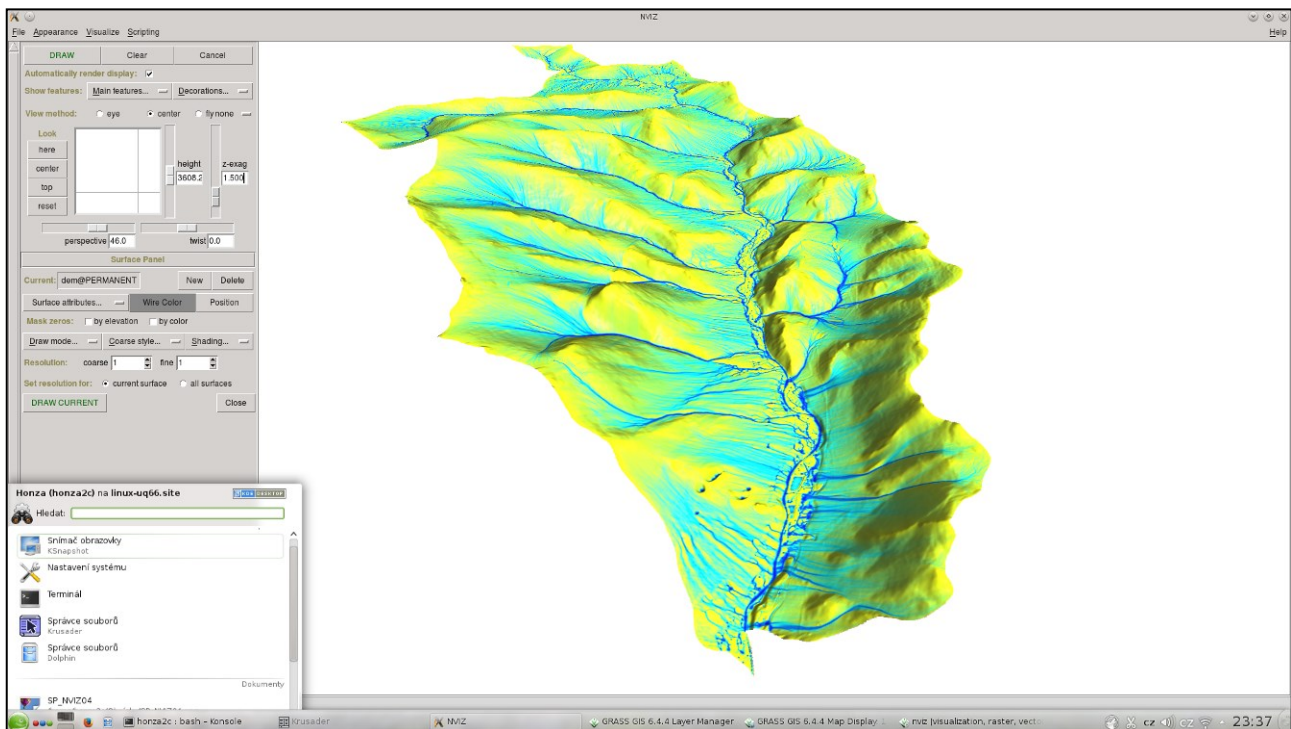 NVIZ
File Appearance Visualize Scripting
Help
DRAW Clear Cancel
Automatically render display:
Show features: Main features... Decorations...
View method: eye center fly none
Look
here
center
top
reset
height z-exag
3608.2 1.500
perspective 46.0 twist 0.0
Surface Panel
Current: dem@PERMANENT New Delete
Surface attributes... Wire Color Position
Mask zeros: by elevation by color
Draw mode... Coarse style... Shading...
Resolution: coarse 1 fine 1
Set resolution for: current surface all surfaces
DRAW CURRENT Close
Honza (honza2c) na linux-uq66.site
KDE DESKTOP
Hledat:
Snímač obrazovky
KSnapshot
Nastavení systému
Terminál
Správce souborů
Krusader
Správce souborů
Dolphin
Dokumenty
SP_NVIZ04
honza2c : bash – Konsole Krusader NVIZ GRASS GIS 6.4.4 Layer Manager GRASS GIS 6.4.4 Map Display nviz [visualization, raster, vecto cz CZ 23:37